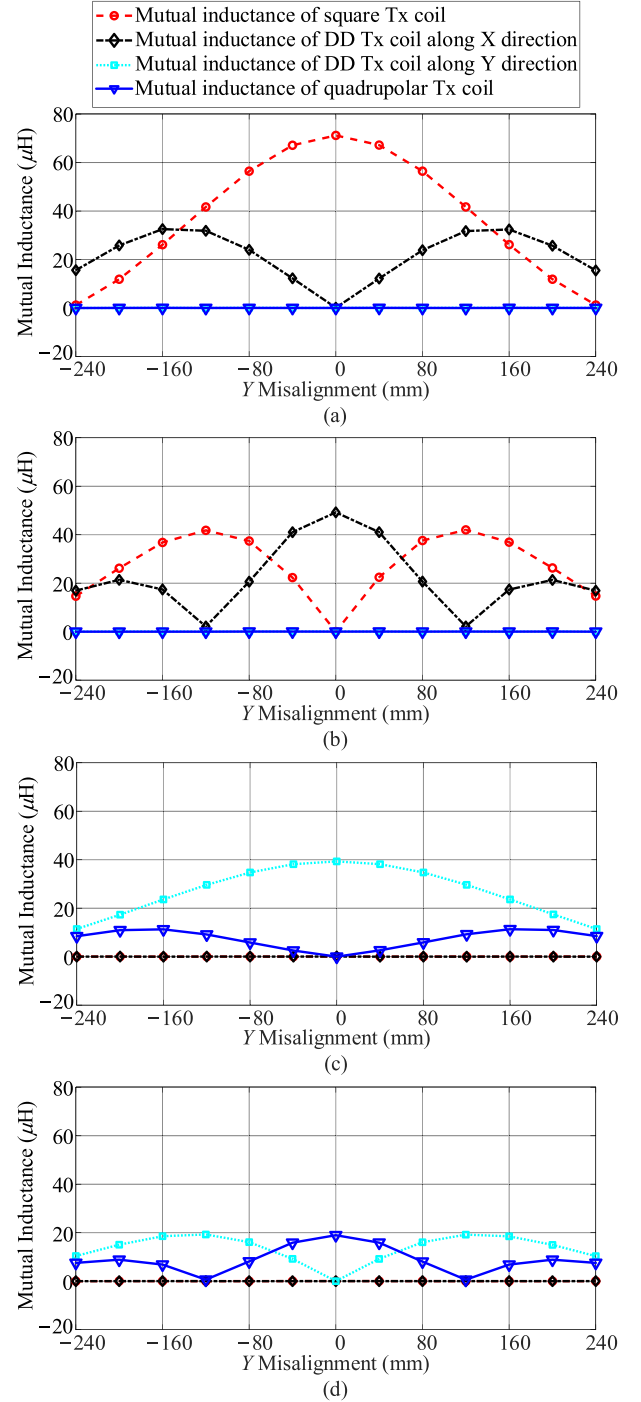 Mutual inductance of square Tx coil
Mutual inductance of DD Tx coil along X direction
Mutual inductance of DD Tx coil along Y direction
Mutual inductance of quadrupolar Tx coil
Mutual Inductance (μH)
80
60
40
20
0
−20
−240 −160 −80 0 80 160 240
Y Misalignment (mm)
(a)
Mutual Inductance (μH)
80
60
40
20
0
−20
−240 −160 −80 0 80 160 240
Y Misalignment (mm)
(b)
Mutual Inductance (μH)
80
60
40
20
0
−20
−240 −160 −80 0 80 160 240
Y Misalignment (mm)
(c)
Mutual Inductance (μH)
80
60
40
20
0
−20
−240 −160 −80 0 80 160 240
Y Misalignment (mm)
(d)